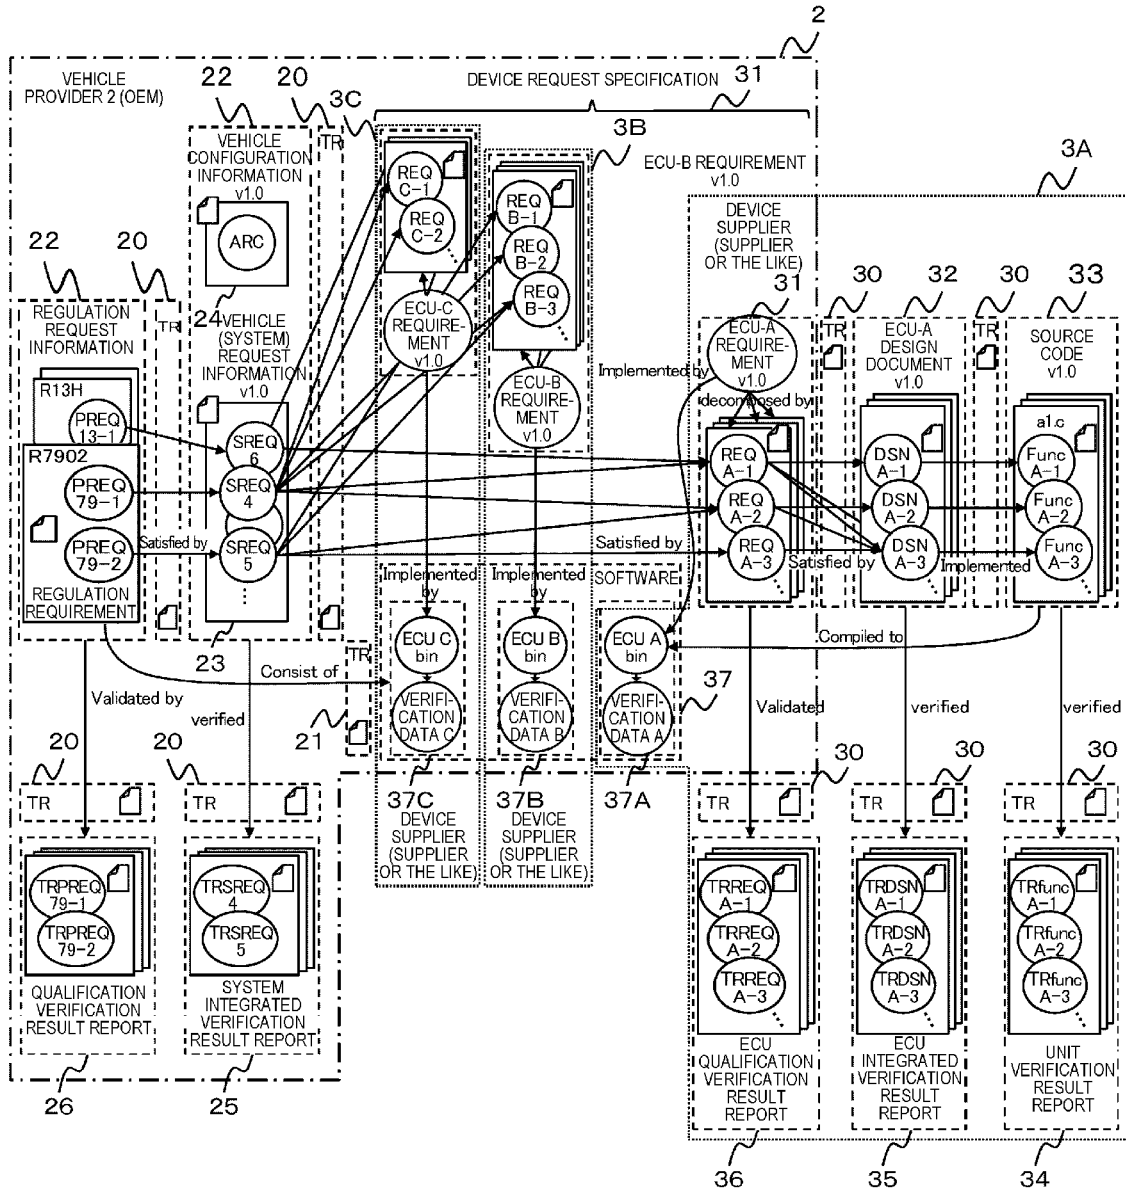 2
VEHICLE
PROVIDER 2 (OEM)
22
20
DEVICE REQUEST SPECIFICATION
31
3C
3B
3A
TR
VEHICLE
CONFIGURATION
INFORMATION
v1.0
ARC
24
REQ
C-1
REQ
C-2
ECU-C
REQUIRE-
MENT
v1.0
REQ
B-1
REQ
B-2
REQ
B-3
ECU-B
REQUIRE-
MENT
v1.0
ECU-B REQUIREMENT
v1.0
DEVICE
SUPPLIER
(SUPPLIER
OR THE LIKE)
31
30
32
30
33
22
20
REGULATION
REQUEST
INFORMATION
TR
VEHICLE
(SYSTEM)
REQUEST
INFORMATION
v1.0
R13H
PREQ
13-1
R7902
PREQ
79-1
PREQ
79-2
REGULATION
REQUIREMENT
Satisfied by
SREQ
6
SREQ
4
SREQ
5
23
Implemented by
ECU-A
REQUIRE-
MENT
v1.0
decomposed by
TR
ECU-A
DESIGN
DOCUMENT
v1.0
TR
SOURCE
CODE
v1.0
a1.c
REQ
A-1
REQ
A-2
REQ
A-3
DSN
A-1
DSN
A-2
DSN
A-3
Func
A-1
Func
A-2
Func
A-3
Satisfied by
Satisfied by
Implemented
Implemented
by
Implemented
by
SOFTWARE
ECU C
bin
VERIFI-
CATION
DATA C
ECU B
bin
VERIFI-
CATION
DATA B
ECU A
bin
VERIFI-
CATION
DATA A
Compiled to
Consist of
TR
21
37
Validated by
verified
Validated
verified
verified
20
20
30
30
30
37C
37B
37A
DEVICE
SUPPLIER
(SUPPLIER
OR THE LIKE)
DEVICE
SUPPLIER
(SUPPLIER
OR THE LIKE)
TR
TR
TR
TR
TR
TRPREQ
79-1
TRPREQ
79-2
QUALIFICATION
VERIFICATION
RESULT REPORT
26
TRSREQ
4
TRSREQ
5
SYSTEM
INTEGRATED
VERIFICATION
RESULT REPORT
25
TRREQ
A-1
TRREQ
A-2
TRREQ
A-3
ECU
QUALIFICATION
VERIFICATION
RESULT
REPORT
36
TRDSN
A-1
TRDSN
A-2
TRDSN
A-3
ECU
INTEGRATED
VERIFICATION
RESULT
REPORT
35
TRfunc
A-1
TRfunc
A-2
TRfunc
A-3
UNIT
VERIFICATION
RESULT
REPORT
34